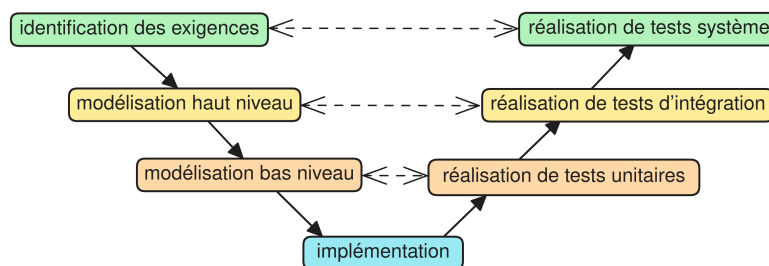 identification des exigences
réalisation de tests système
modélisation haut niveau
réalisation de tests d'intégration
modélisation bas niveau
réalisation de tests unitaires
implémentation